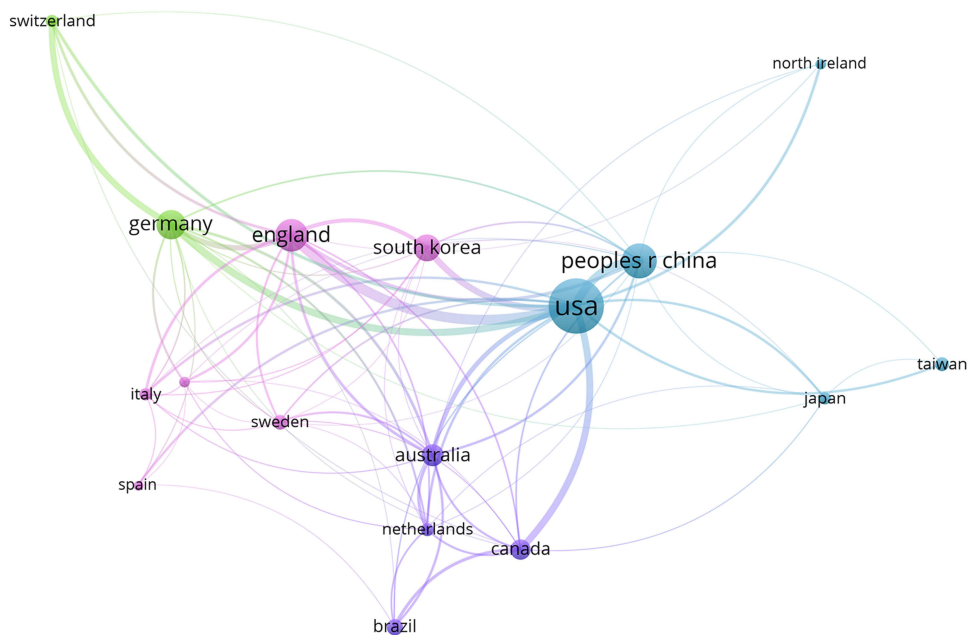 switzerland
north ireland
germany
england
south korea
peoples r china
usa
taiwan
italy
japan
sweden
australia
spain
netherlands
canada
brazil